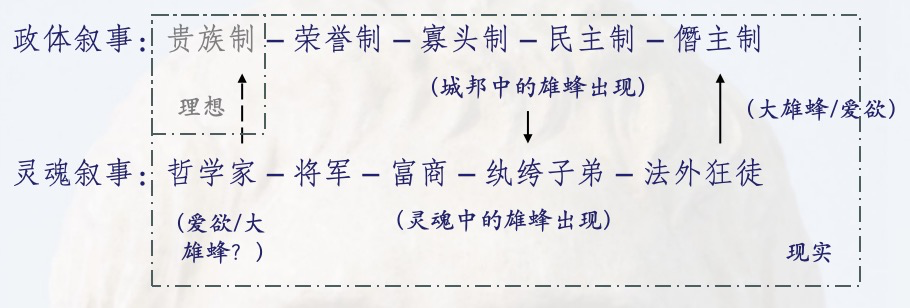 政体叙事：贵族制 – 荣誉制 – 寡头制 – 民主制 – 僭主制
（城邦中的雄蜂出现）
理想
（大雄蜂/爱欲）
灵魂叙事：哲学家 – 将军 – 富商 – 纨绔子弟 – 法外狂徒
（爱欲/大
雄蜂？）
（灵魂中的雄蜂出现）
现实